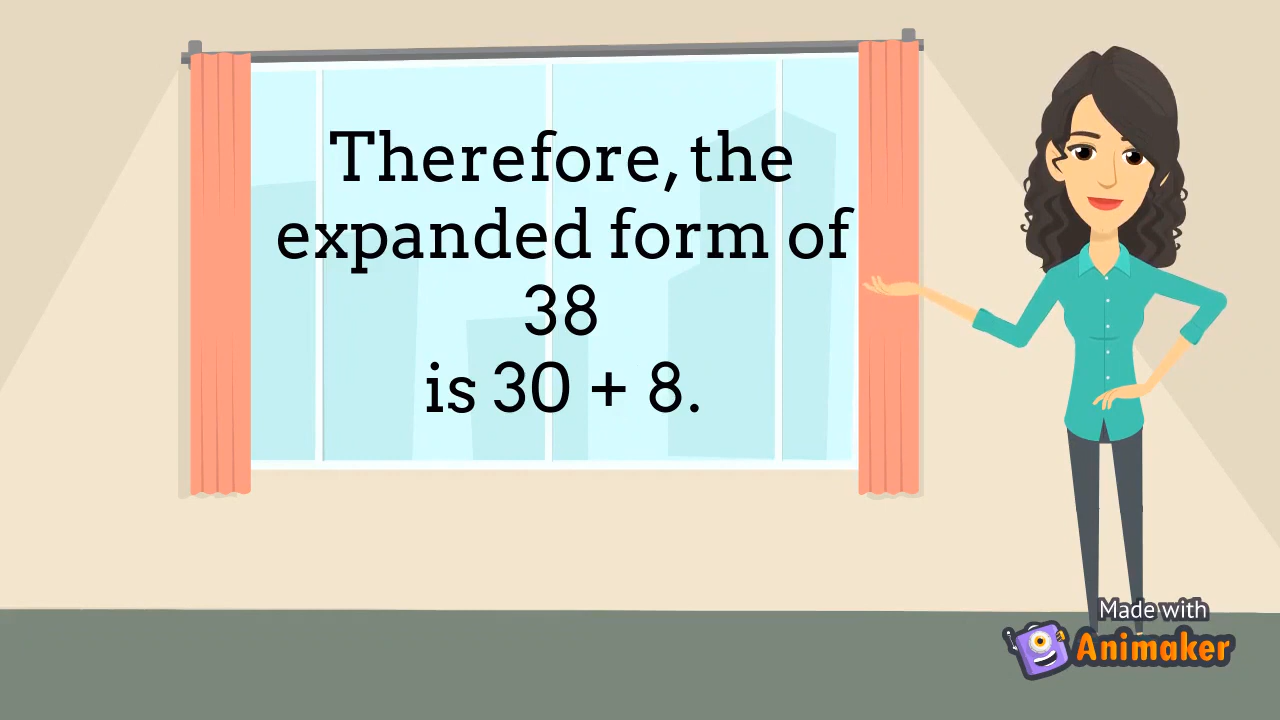 Therefore, the
expanded form of
38
is 30 + 8.
Made with
Animaker